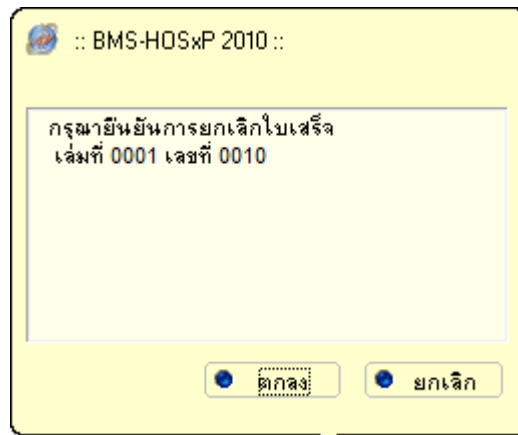 :: BMS-HOSxP 2010 ::
กรุณายืนยันการยกเลิกใบเสร็จ
เล่มที่ 0001 เลขที่ 0010
ตกลง
ยกเลิก